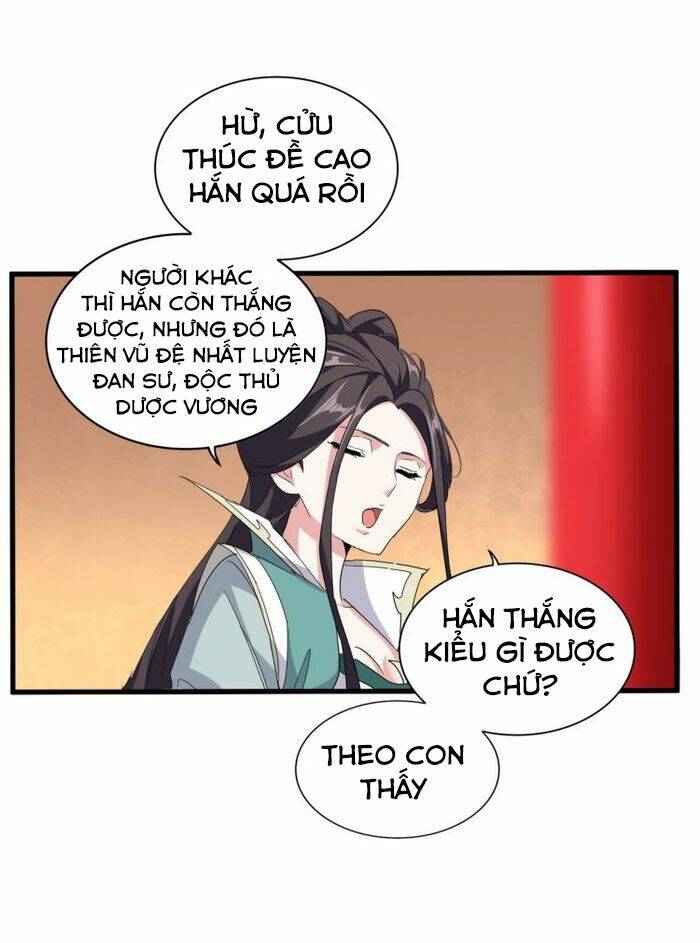 HỪ, CỬU
THÚC ĐỀ CAO
HẮN QUÁ RỒI
NGƯỜI KHÁC
THÌ HẮN CÒN THẮNG
ĐƯỢC, NHƯNG ĐÓ LÀ
THIÊN VŨ ĐỆ NHẤT LUYỆN
ĐAN SƯ, ĐỘC THỦ
DƯỢC VƯƠNG
HẮN THẮNG
KIỂU GÌ ĐƯỢC
CHỨ?
THEO CON
THẤY